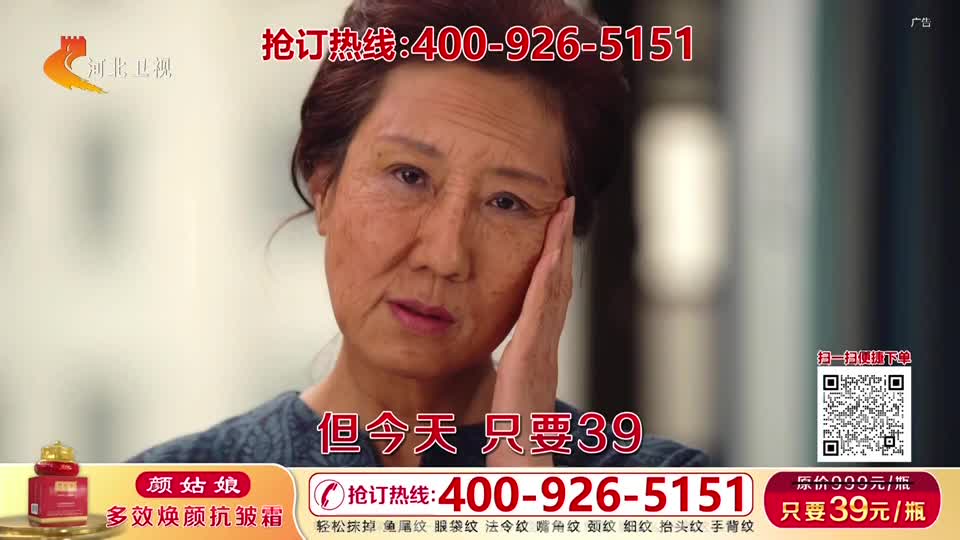 抢订热线:400-926-5151
广告
河北卫视
扫一扫便捷下单
但今天 只要39
颜姑娘
多效焕颜抗皱霜
抢订热线:400-926-5151
轻松抹掉 鱼尾纹 眼袋纹 法令纹 嘴角纹 颈纹 细纹 抬头纹 手背纹
原价999元/瓶
只要39元/瓶